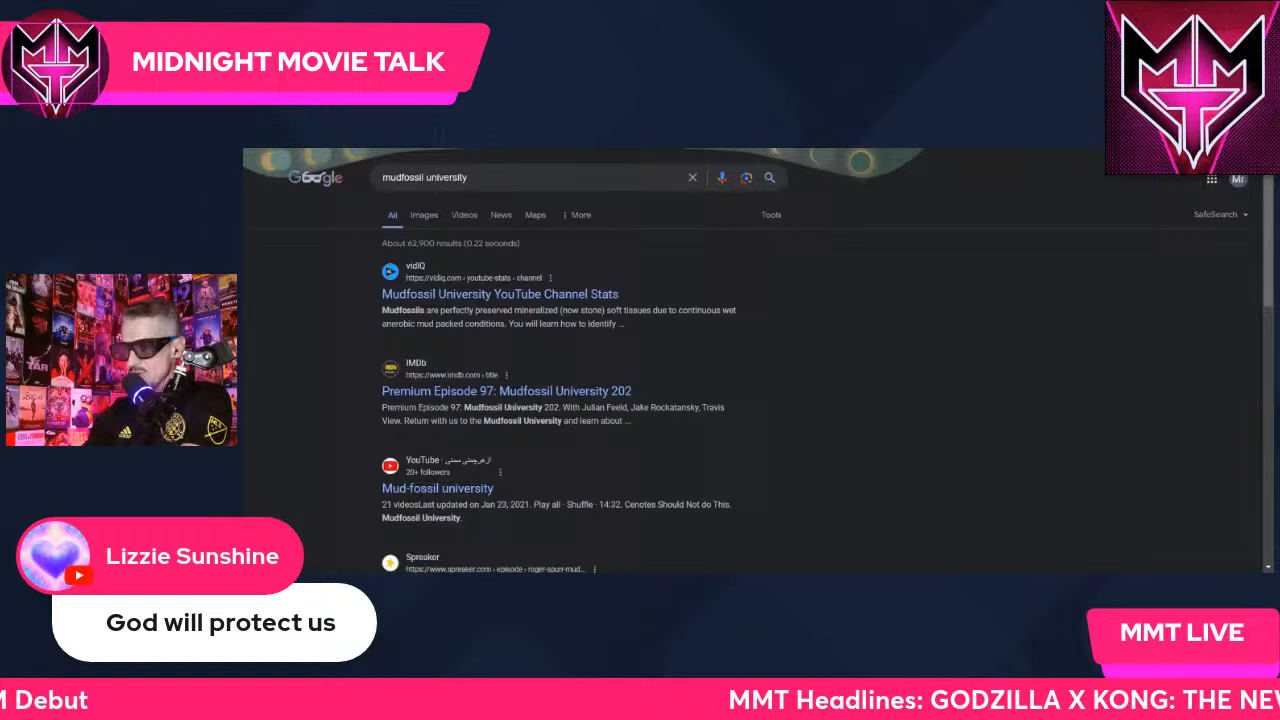 MIDNIGHT MOVIE TALK
Google
mudfossil university
Mr
All Images Videos News Maps More Tools
SafeSearch
About 62,900 results (0.22 seconds)
vidIQ
https://vidiq.com › youtube-stats › channel
Mudfossil University YouTube Channel Stats
Mudfossils are perfectly preserved mineralized (now stone) soft tissues due to continuous wet
anerobic mud packed conditions. You will learn how to identify ...
IMDb
https://www.imdb.com › title
Premium Episode 97: Mudfossil University 202
Premium Episode 97: Mudfossil University 202: With Julian Feeld, Jake Rockatansky, Travis
View. Return with us to the Mudfossil University and learn about ...
YouTube ·
20+ followers
Mud-fossil university
21 videosLast updated on Jan 23, 2021. Play all · Shuffle · 14:32. Cenotes Should Not do This.
Mudfossil University.
Spreaker
https://www.spreaker.com › episode › roger-spurr-mud...
Lizzie Sunshine
God will protect us
MMT LIVE
M Debut
MMT Headlines: GODZILLA X KONG: THE NEW